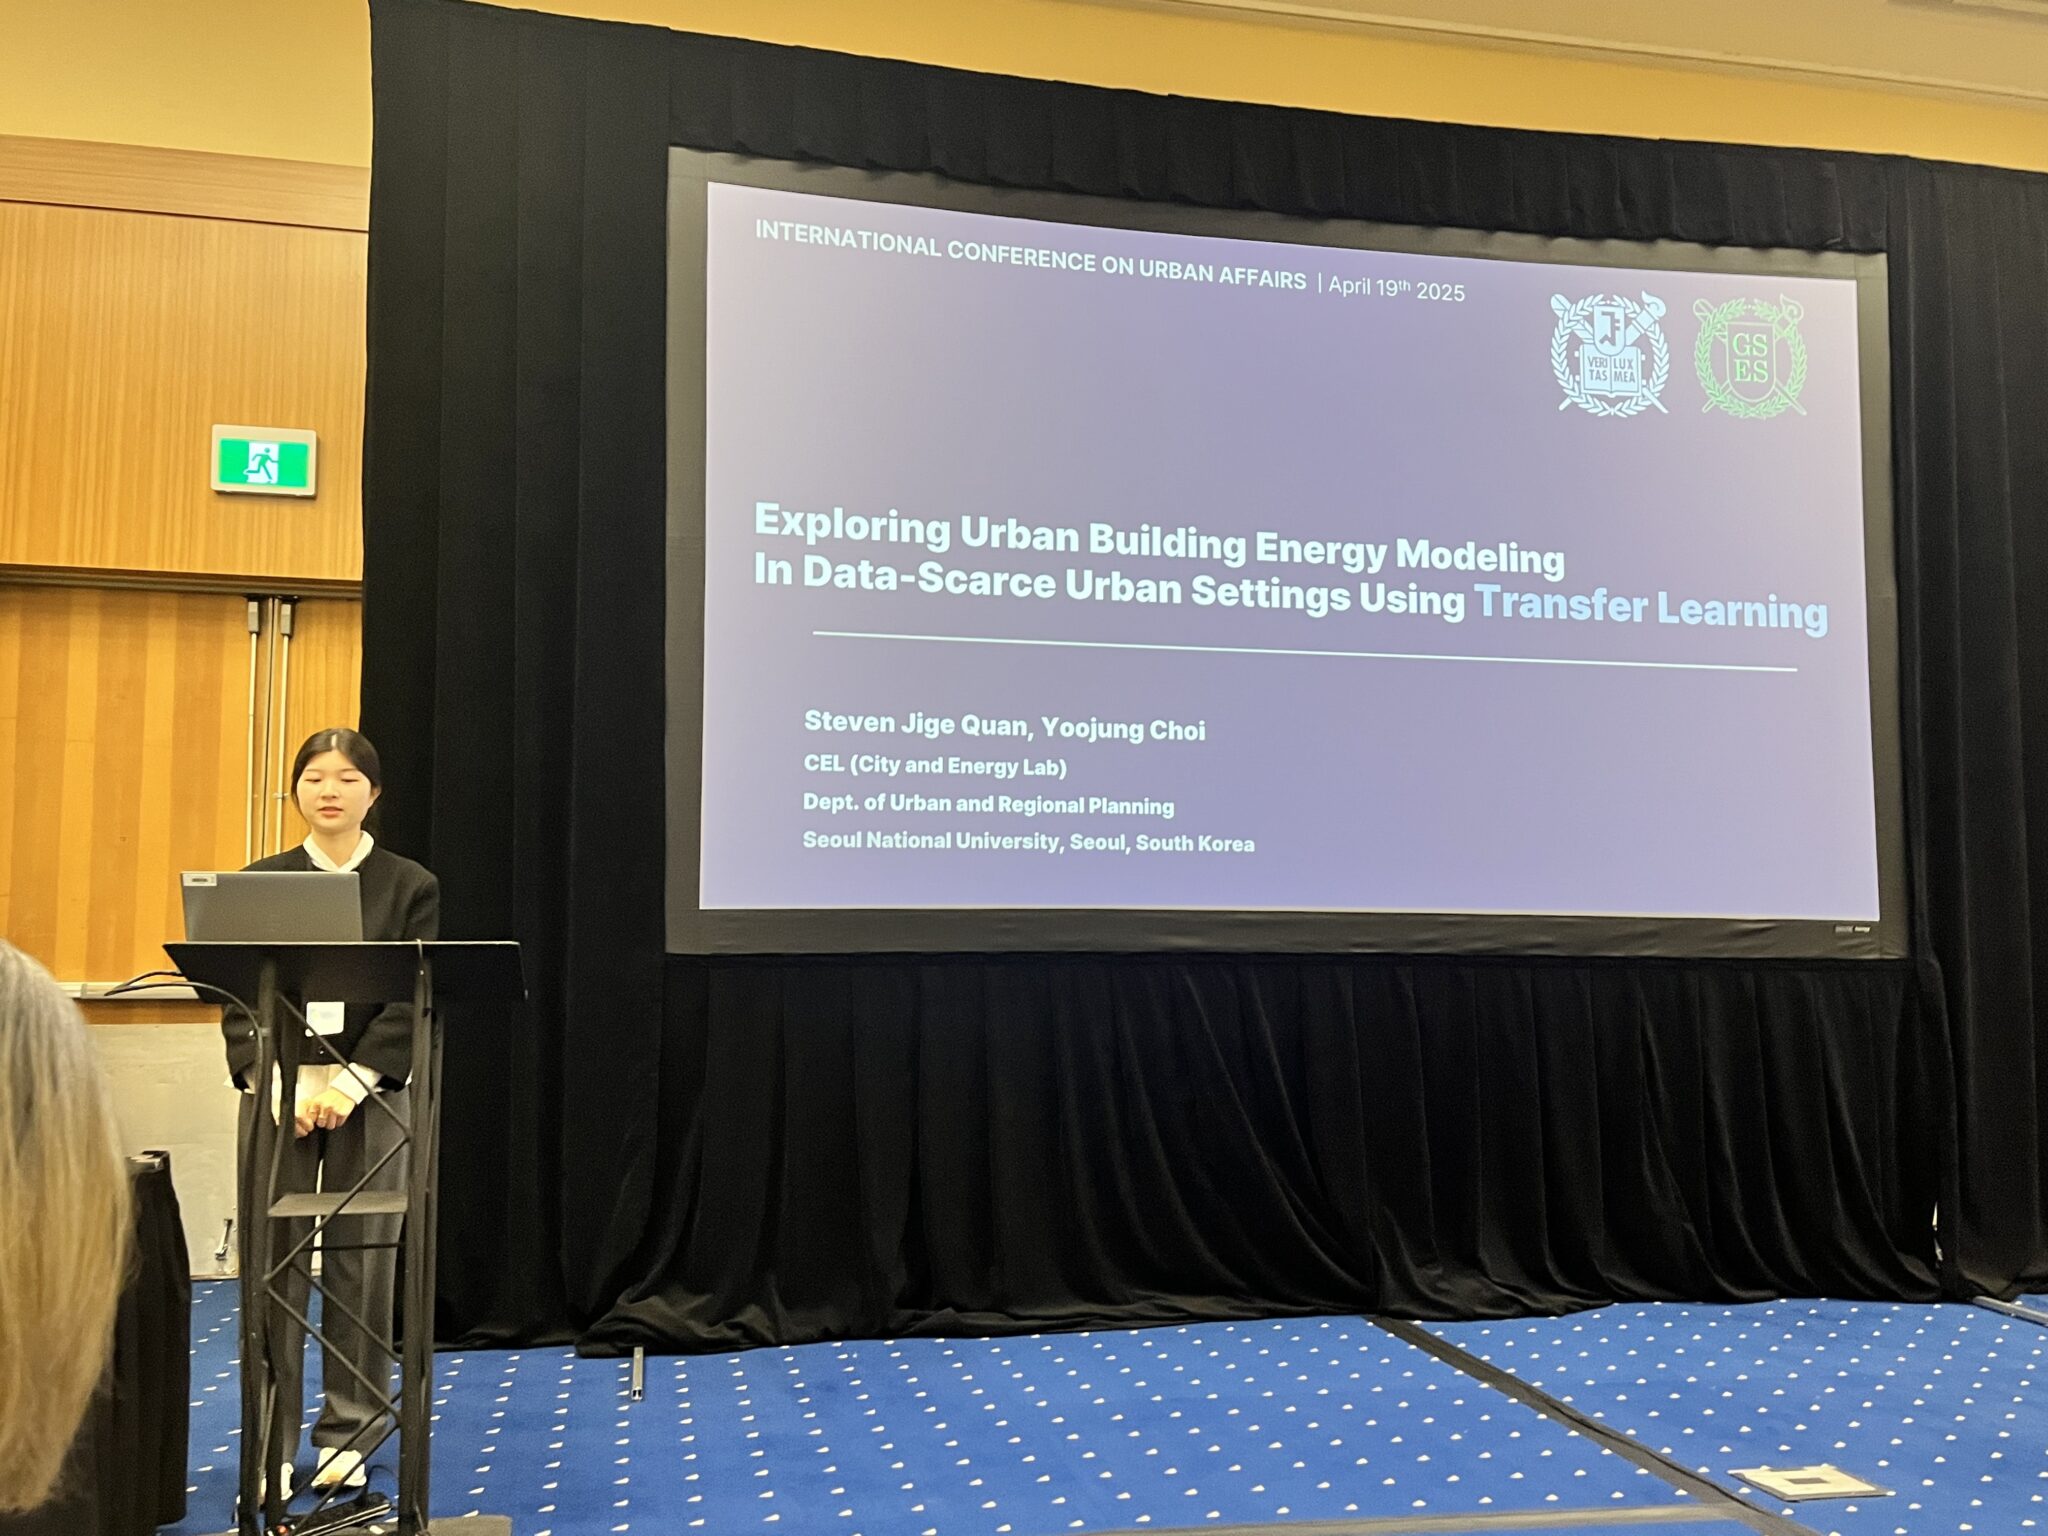 INTERNATIONAL CONFERENCE ON URBAN AFFAIRS | April 19th 2025
VERI LUX
TAS MEA
GS
ES
Exploring Urban Building Energy Modeling
In Data-Scarce Urban Settings Using Transfer Learning
Steven Jige Quan, Yoojung Choi
CEL (City and Energy Lab)
Dept. of Urban and Regional Planning
Seoul National University, Seoul, South Korea